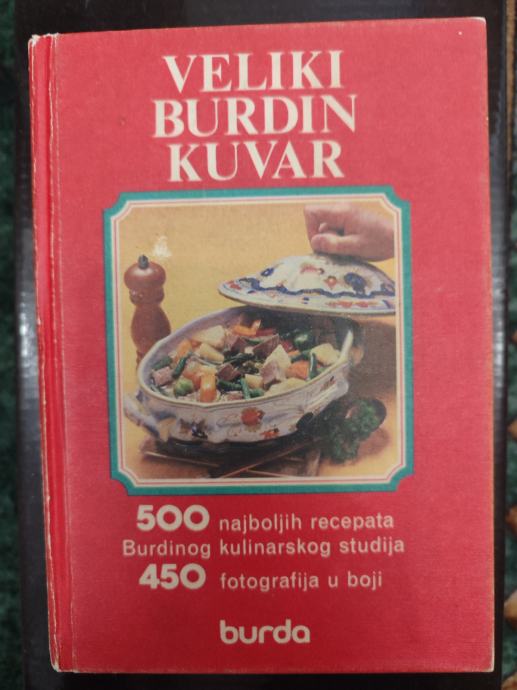 VELIKI
BURDIN
KUVAR
500 najboljih recepata
Burdinog kulinarskog studija
450 fotografija u boji
burda